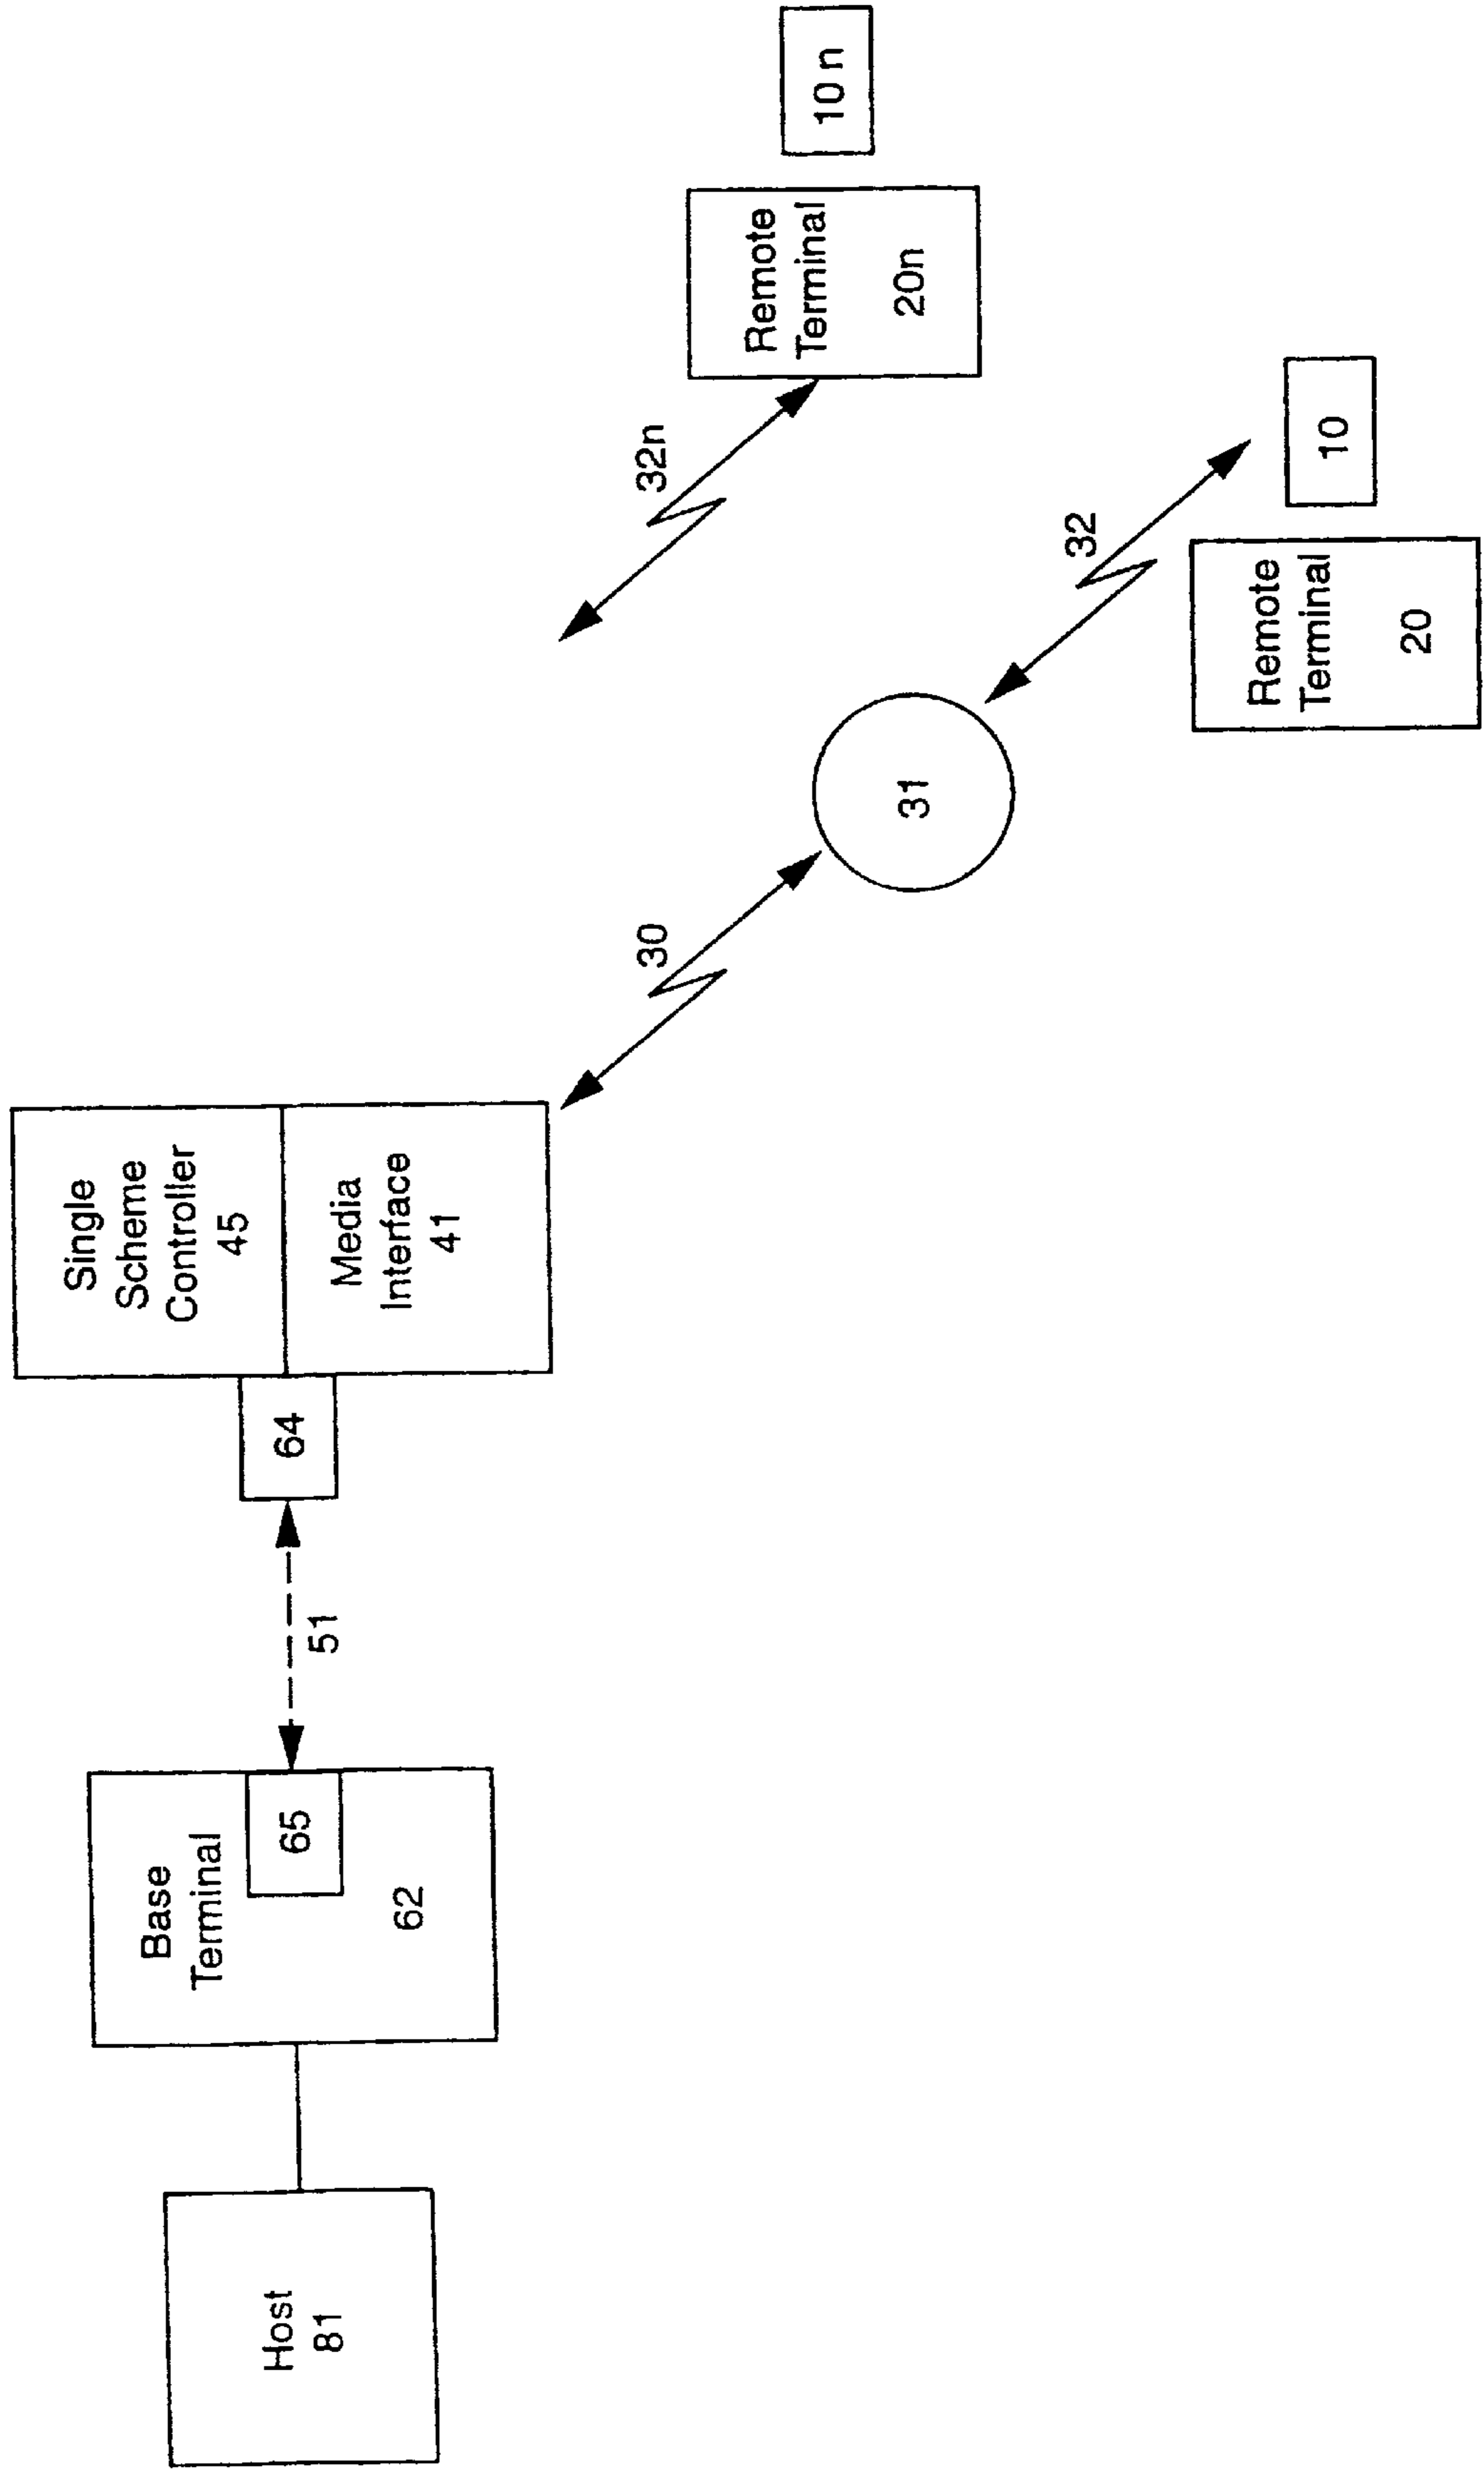 Host
81
Base
Terminal
65
62
51
64
Single
Scheme
Controller
45
Media
Interface
41
30
31
32n
32
Remote
Terminal
20n
10 n
Remote
Terminal
20
10